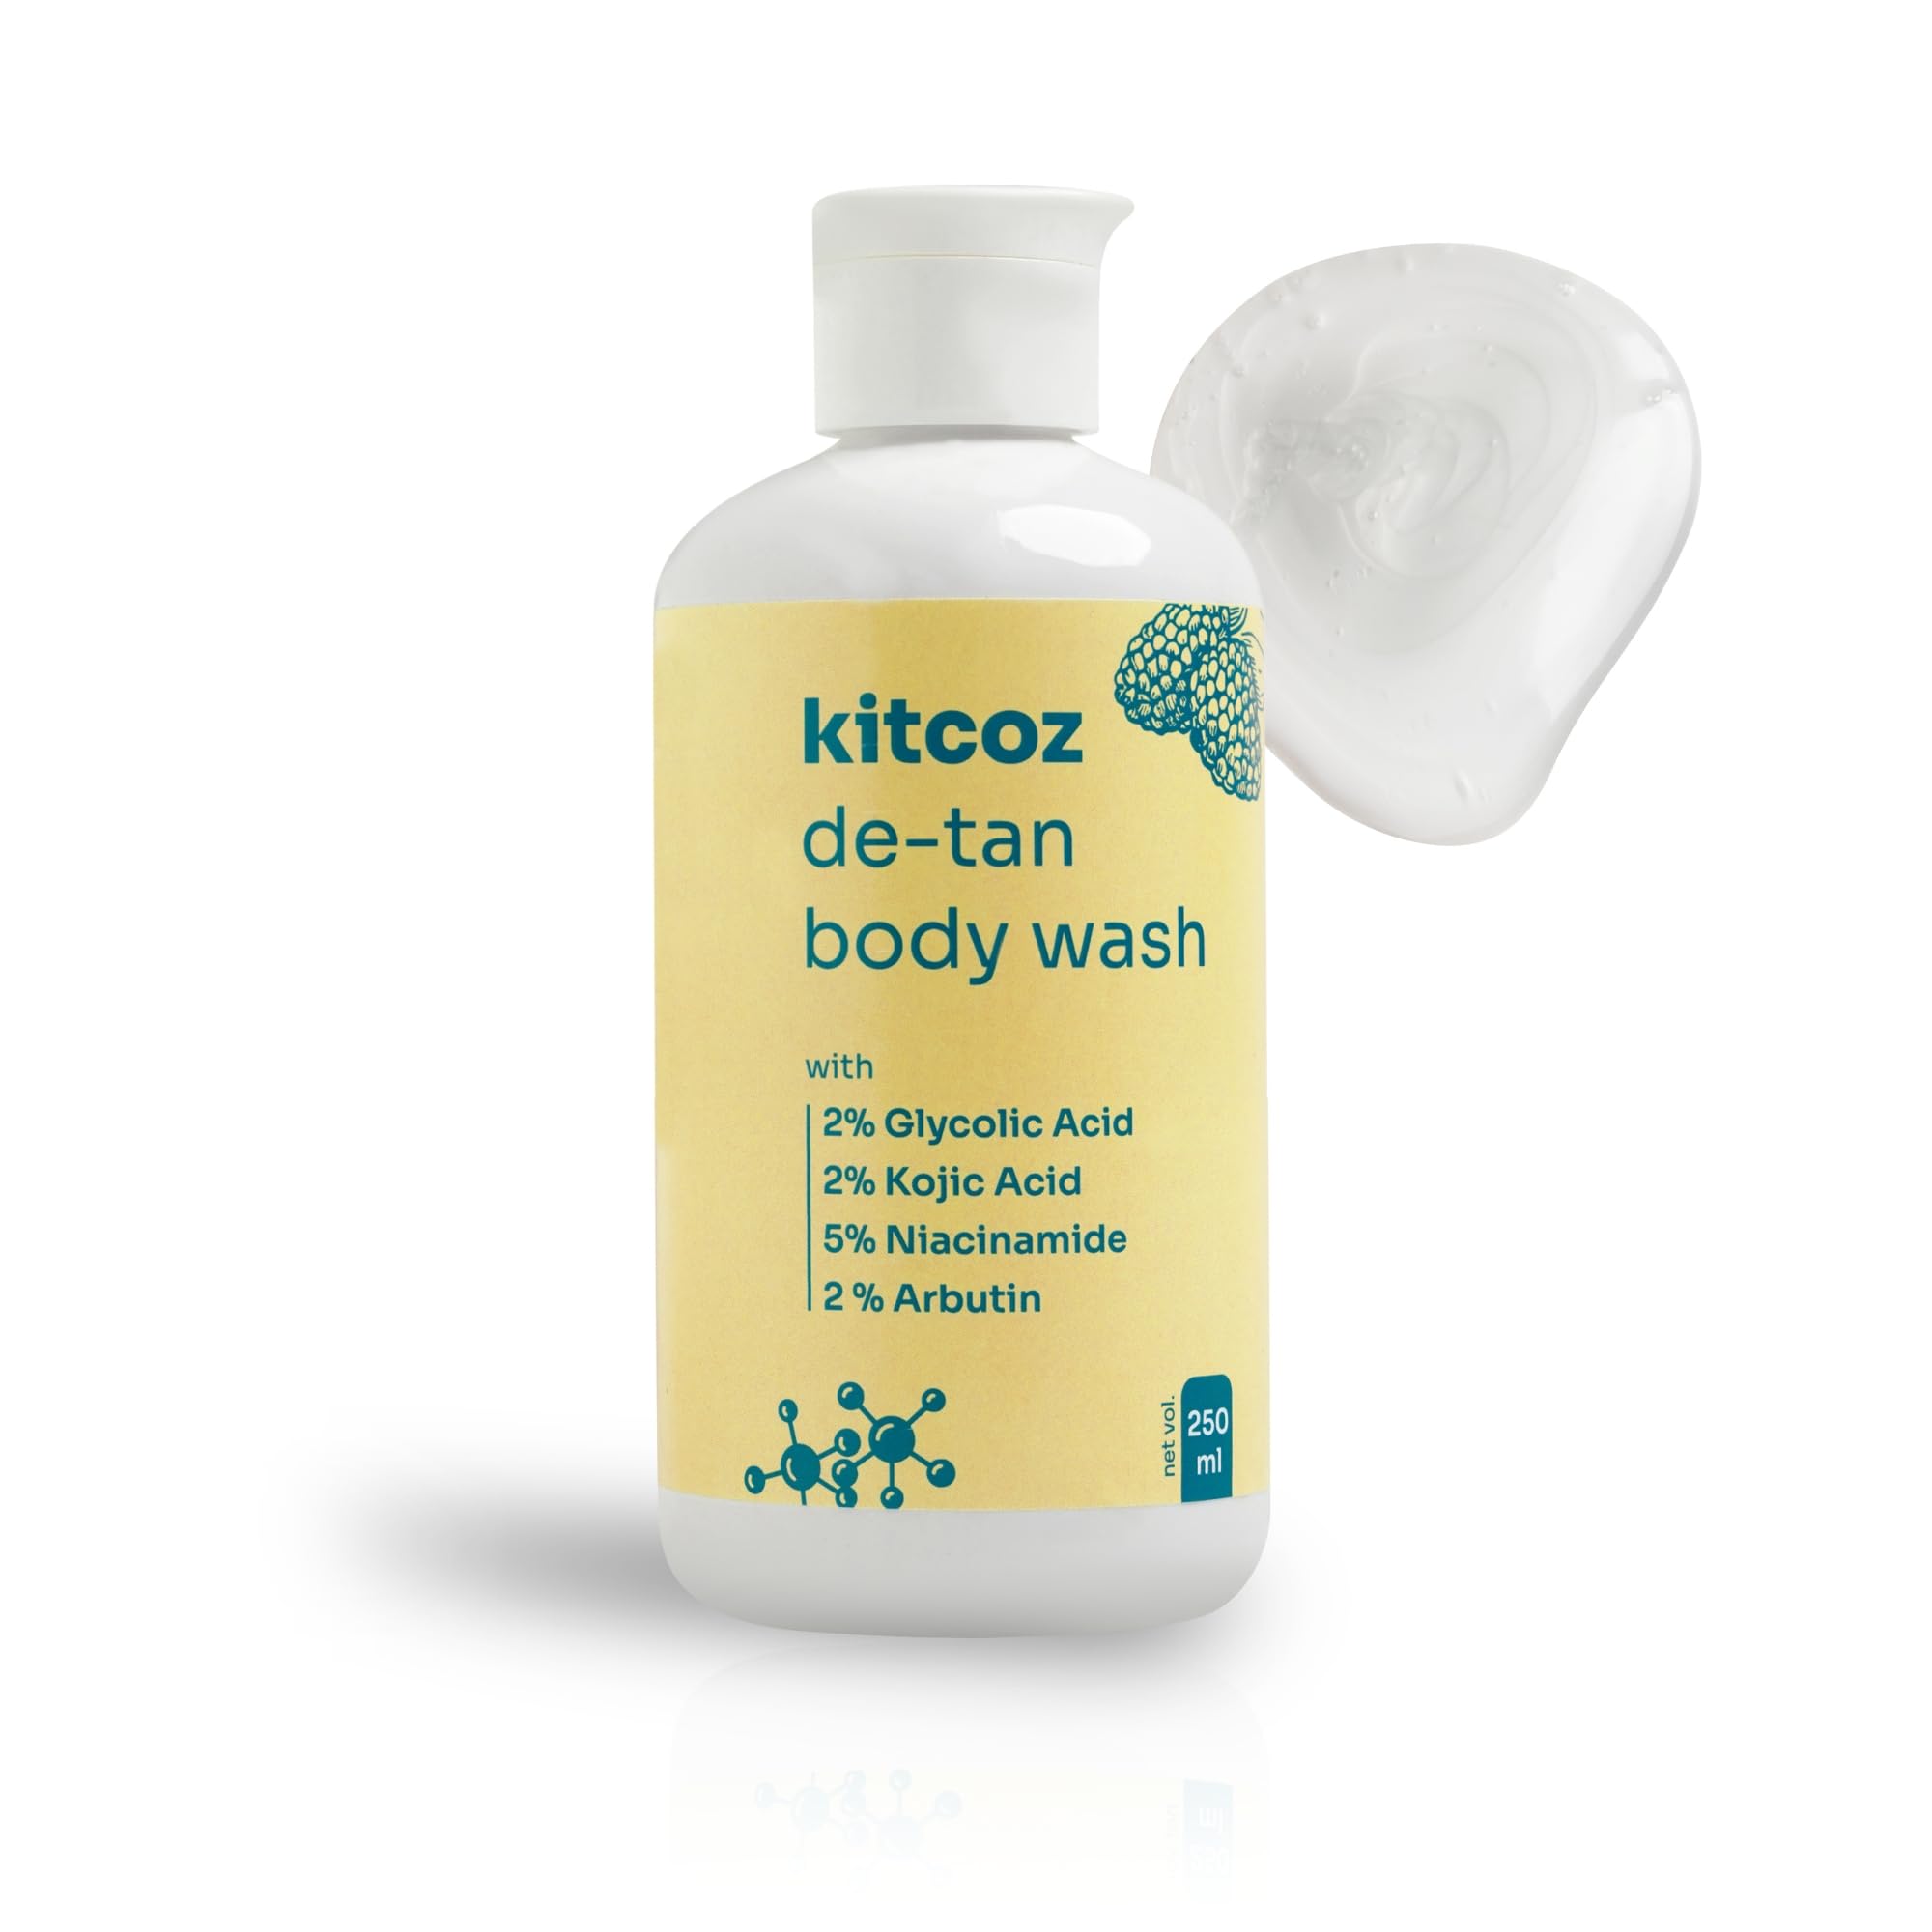 kitcoz
de-tan
body wash
with
2% Glycolic Acid
2% Kojic Acid
5% Niacinamide
2 % Arbutin
net vol.
250
ml